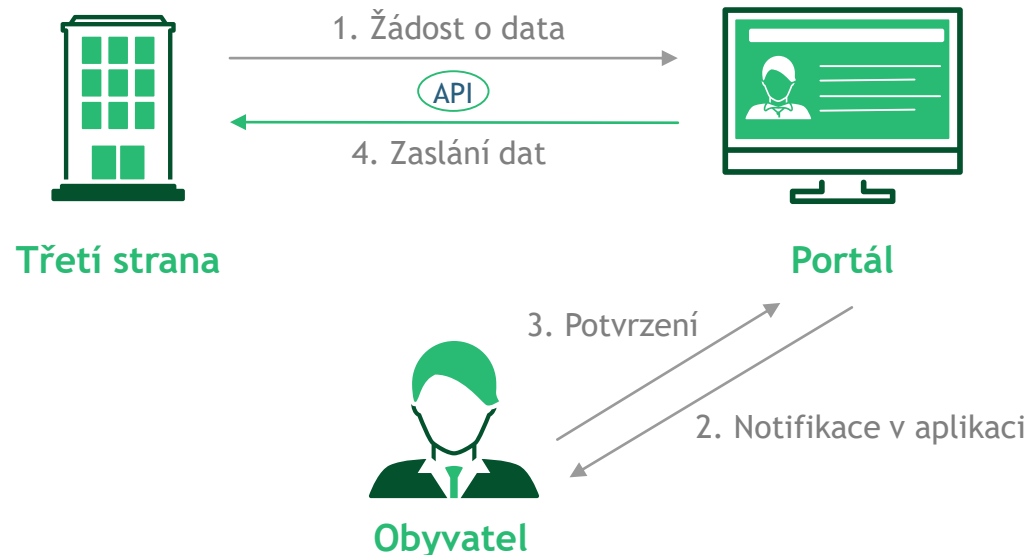 1. Žádost o data
API
4. Zaslání dat
Třetí strana
Portál
3. Potvrzení
2. Notifikace v aplikaci
Obyvatel